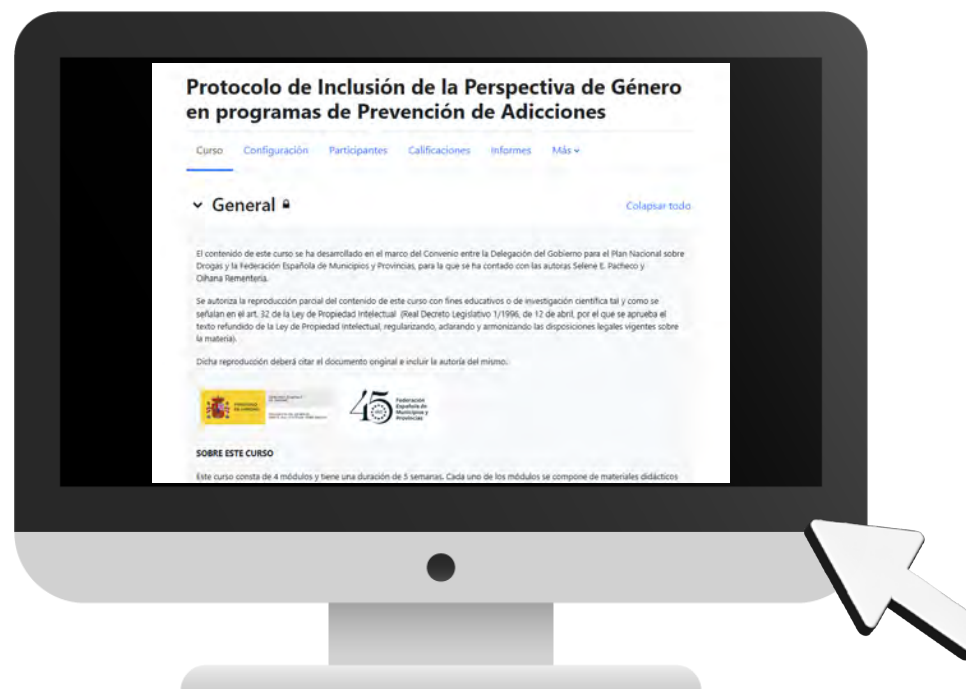 Protocolo de Inclusión de la Perspectiva de Género
en programas de Prevención de Adicciones
Curso Configuración Participantes Calificaciones Informes Más
General
Colapsar todo
El contenido de este curso se ha desarrollado en el marco del Convenio entre la Delegación del Gobierno para el Plan Nacional sobre
Drogas y la Federación Española de Municipios y Provincias, para la que se ha contado con las autoras Selene E. Pacheco y
Oihana Rementeria.
Se autoriza la reproducción parcial del contenido de este curso con fines educativos o de investigación científica tal y como se
señalan en el art. 32 de la Ley de Propiedad Intelectual (Real Decreto Legislativo 1/1996, de 12 de abril, por el que se aprueba el
texto refundido de la Ley de Propiedad Intelectual, regularizando, aclarando y armonizando las disposiciones legales vigentes sobre
la materia).
Dicha reproducción deberá citar el documento original e incluir la autoría del mismo.
MINISTERIO
DE SANIDAD
45
Federación
Española de
Municipios y
Provincias
SOBRE ESTE CURSO
Este curso consta de 4 módulos y tiene una duración de 5 semanas. Cada uno de los módulos se compone de materiales didácticos